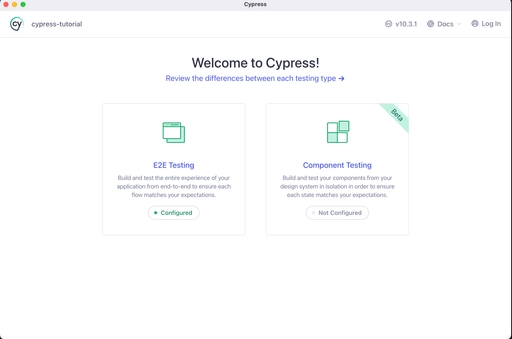 Cypress
cy cypress-tutorial v10.3.1 Docs Log In
Welcome to Cypress!
Review the differences between each testing type →
Beta
E2E Testing
Build and test the entire experience of your
application from end-to-end to ensure each
flow matches your expectations.
Configured
Component Testing
Build and test your components from your
design system in isolation in order to ensure
each state matches your expectations.
Not Configured